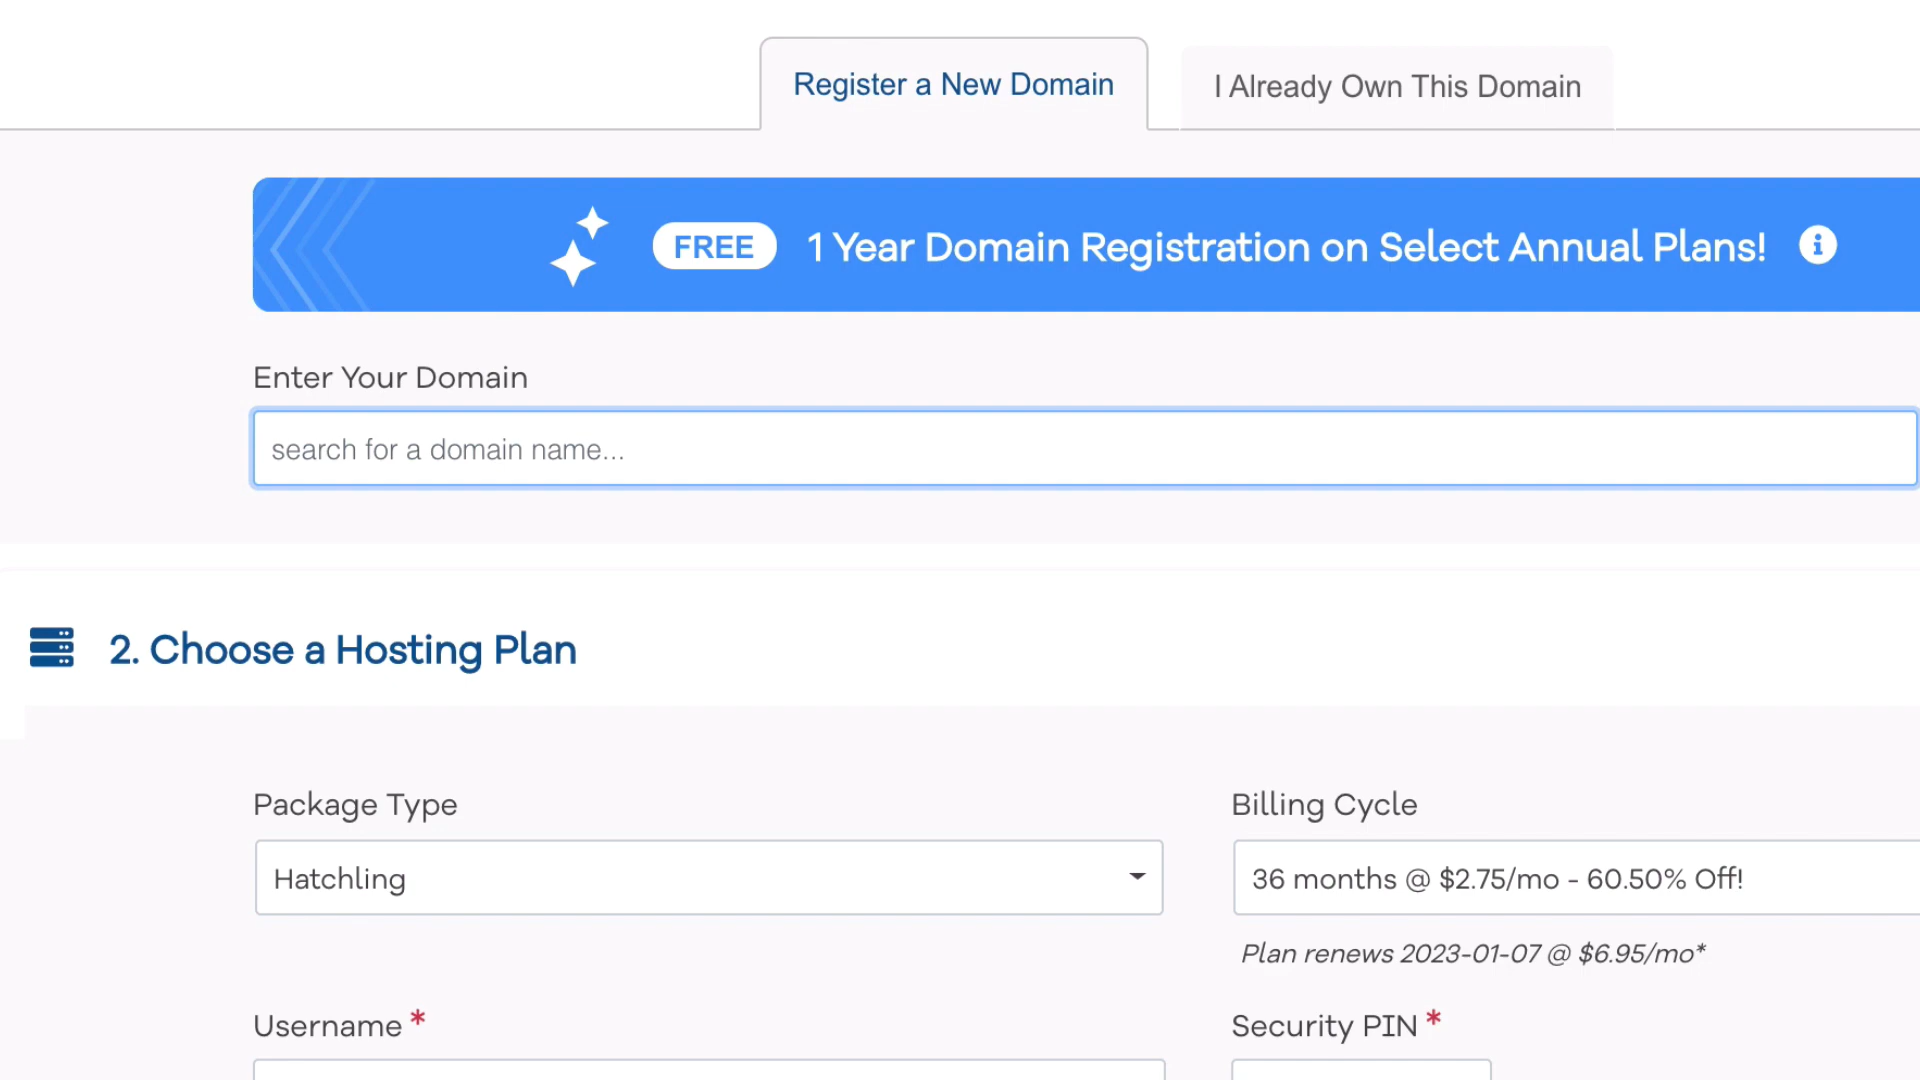 Register a New Domain
I Already Own This Domain
FREE 1 Year Domain Registration on Select Annual Plans!
Enter Your Domain
search for a domain name...
2. Choose a Hosting Plan
Package Type
Billing Cycle
Hatchling
36 months @ $2.75/mo - 60.50% Off!
Plan renews 2023-01-07 @ $6.95/mo*
Username *
Security PIN *